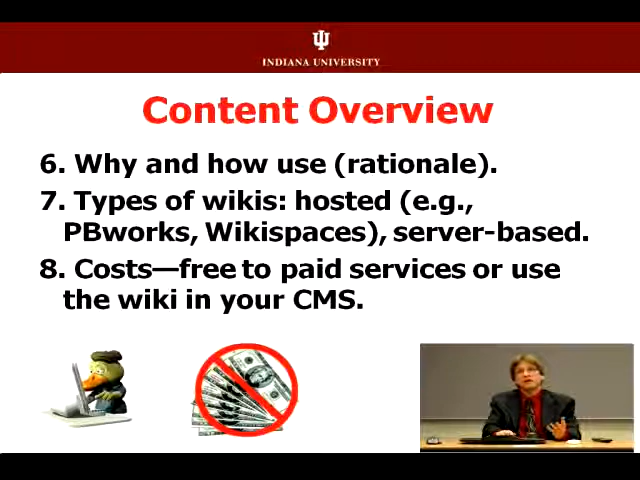 INDIANA UNIVERSITY
Content Overview
6. Why and how use (rationale).
7. Types of wikis: hosted (e.g.,
PBworks, Wikispaces), server-based.
8. Costs—free to paid services or use
the wiki in your CMS.